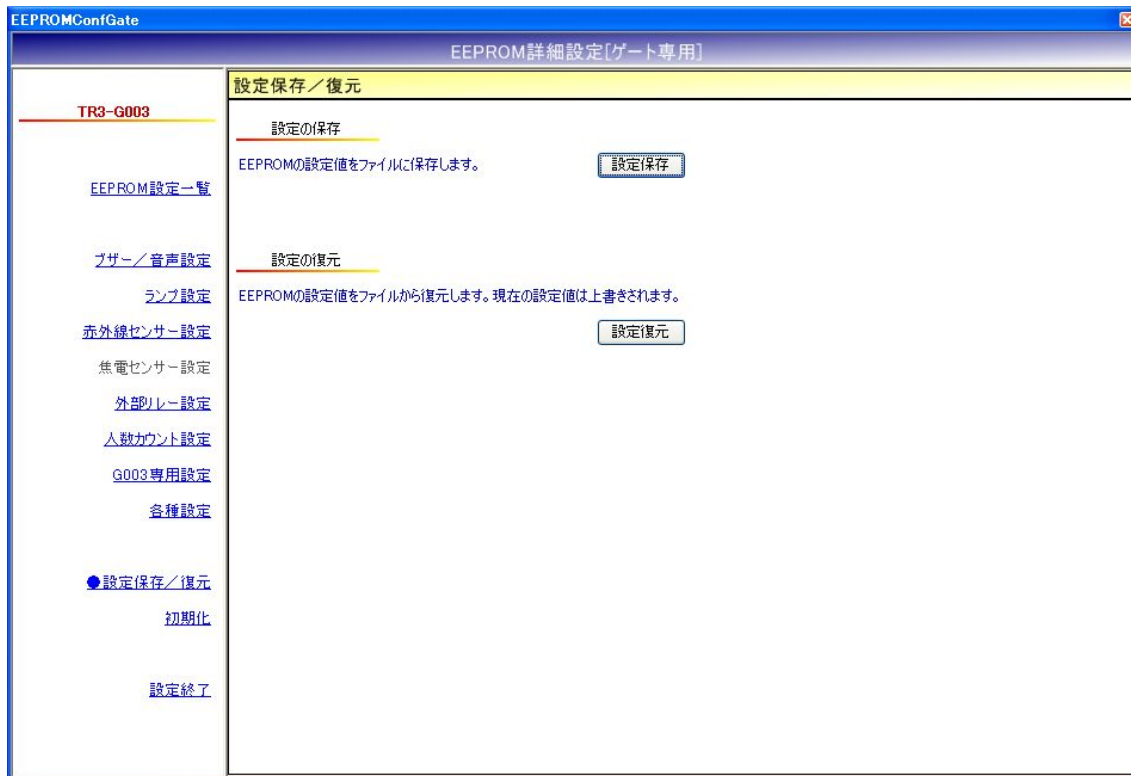 EEPROMConfGate
EEPROM詳細設定[ゲート専用]
TR3-G003
EEPROM設定一覧
ブザー／音声設定
ランプ設定
赤外線センサー設定
焦電センサー設定
外部リレー設定
人数カウント設定
G003専用設定
各種設定
●設定保存／復元
初期化
設定終了
設定保存／復元
設定の保存
EEPROMの設定値をファイルに保存します。
設定保存
設定の復元
EEPROMの設定値をファイルから復元します。現在の設定値は上書きされます。
設定復元